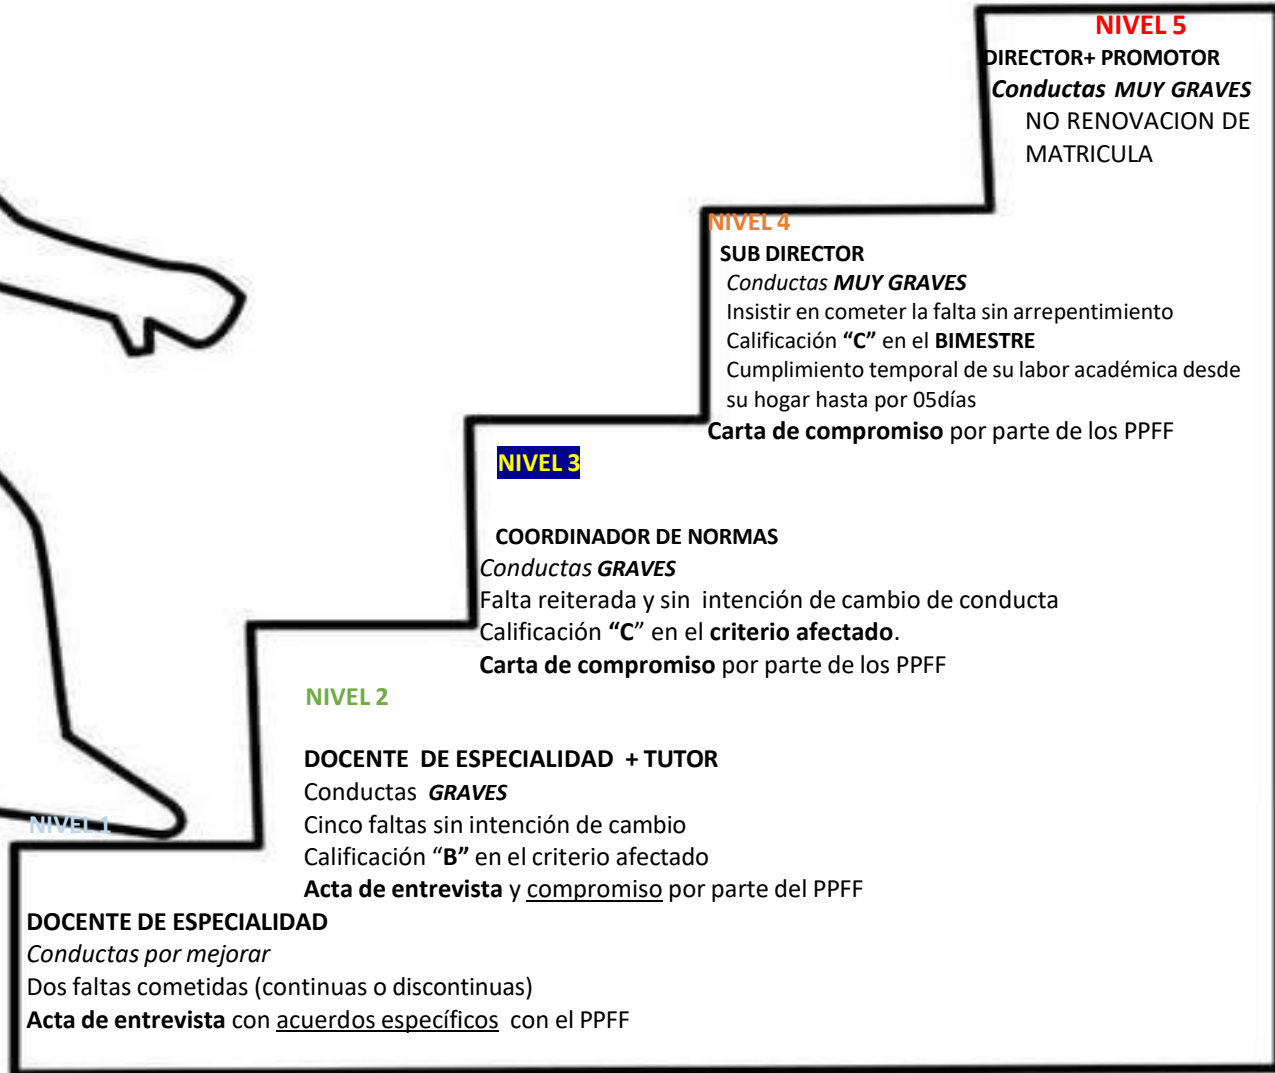 NIVEL 5
DIRECTOR+ PROMOTOR
Conductas MUY GRAVES
NO RENOVACION DE
MATRICULA
NIVEL 4
SUB DIRECTOR
Conductas MUY GRAVES
Insistir en cometer la falta sin arrepentimiento
Calificación “C” en el BIMESTRE
Cumplimiento temporal de su labor académica desde
su hogar hasta por 05días
Carta de compromiso por parte de los PPFF
NIVEL 3
COORDINADOR DE NORMAS
Conductas GRAVES
Falta reiterada y sin intención de cambio de conducta
Calificación “C” en el criterio afectado.
Carta de compromiso por parte de los PPFF
NIVEL 2
DOCENTE DE ESPECIALIDAD + TUTOR
Conductas GRAVES
Cinco faltas sin intención de cambio
Calificación “B” en el criterio afectado
Acta de entrevista y compromiso por parte del PPFF
NIVEL 1
DOCENTE DE ESPECIALIDAD
Conductas por mejorar
Dos faltas cometidas (continuas o discontinuas)
Acta de entrevista con acuerdos específicos con el PPFF